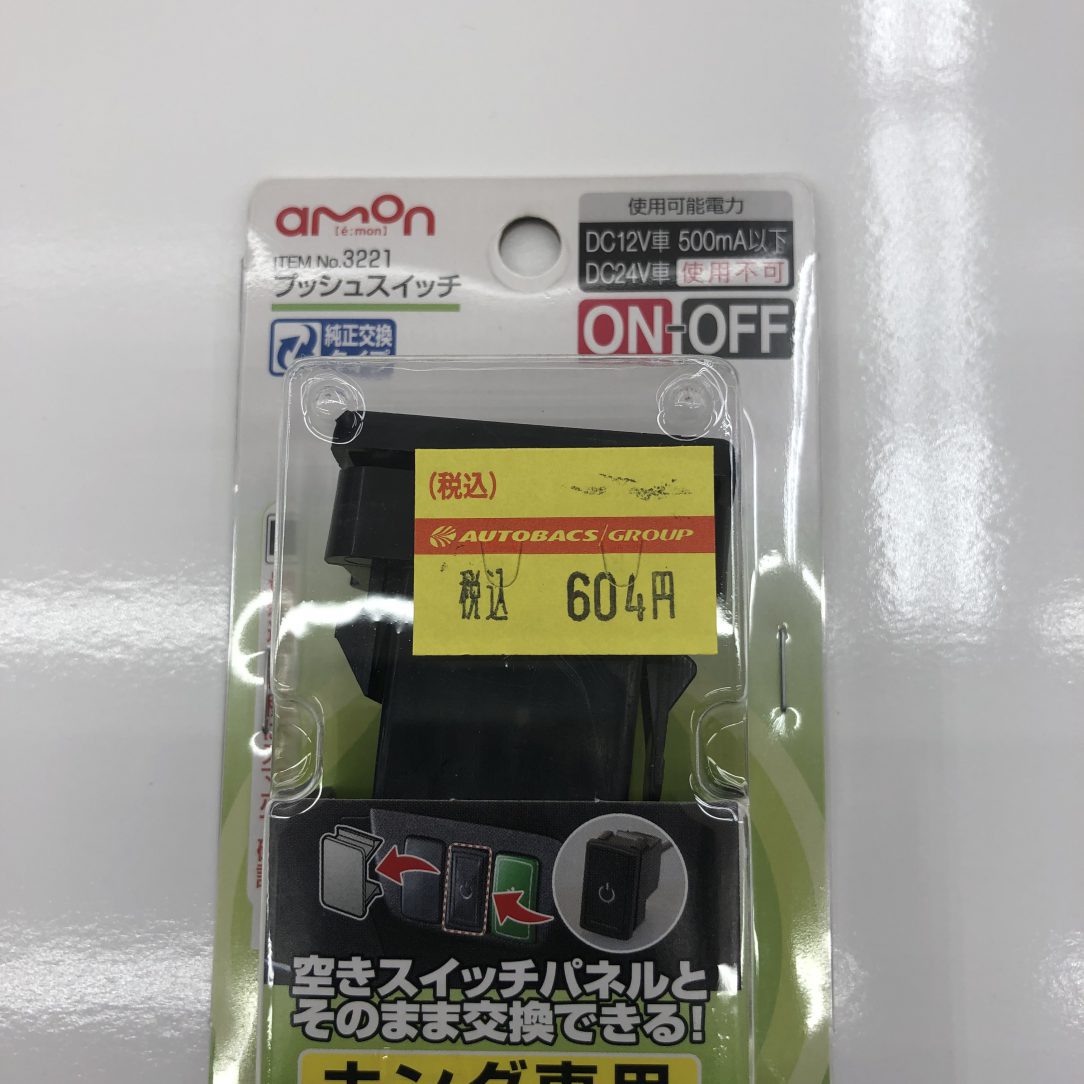 amon
[é:mon]
ITEM No.3221
プッシュスイッチ
純正交換
タイプ
使用可能電力
DC12V車 500mA以下
DC24V車 使用不可
ON-OFF
(税込)
AUTOBACS/GROUP
税込 604円
空きスイッチパネルと
そのまま交換できる!